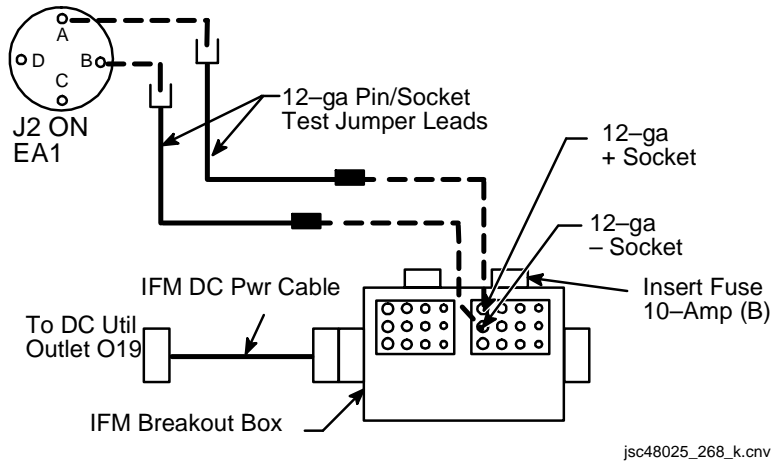 A
D
B
C
J2 ON
EA1
12–ga Pin/Socket
Test Jumper Leads
12–ga
+ Socket
12–ga
– Socket
IFM DC Pwr Cable
Insert Fuse
10–Amp (B)
To DC Util
Outlet O19
IFM Breakout Box
jsc48025_268_k.cnv